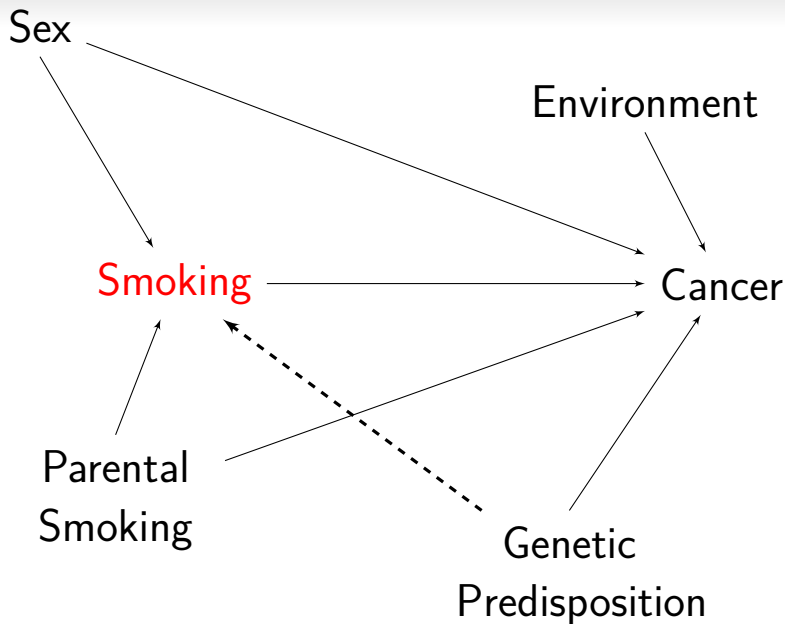 Sex
Environment
Smoking
Cancer
Parental
Smoking
Genetic
Predisposition